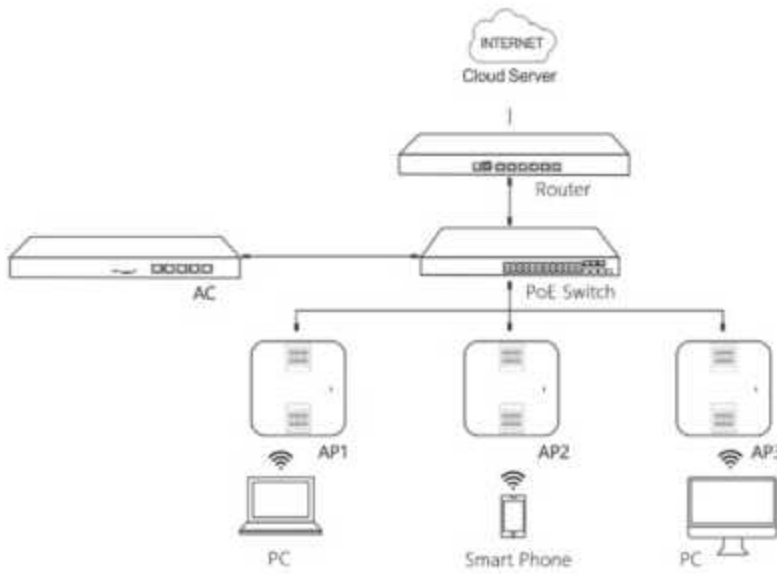 INTERNET
Cloud Server
Router
AC
PoE Switch
AP1
AP2
AP3
PC
Smart Phone
PC